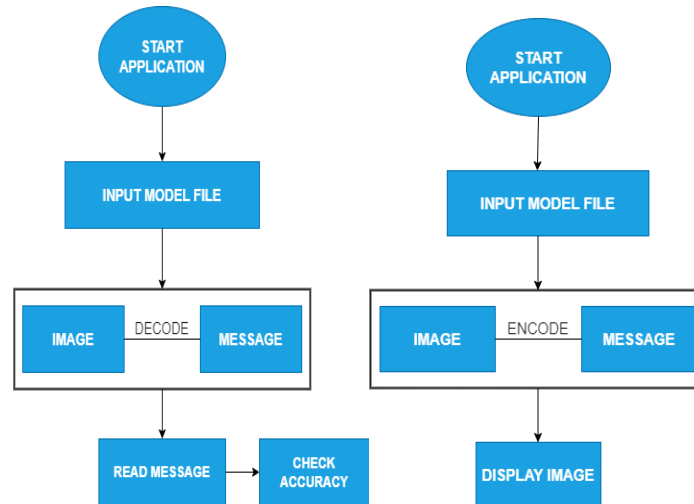 START
APPLICATION
INPUT MODEL FILE
IMAGE
DECODE
MESSAGE
READ MESSAGE
CHECK
ACCURACY
START
APPLICATION
INPUT MODEL FILE
IMAGE
ENCODE
MESSAGE
DISPLAY IMAGE